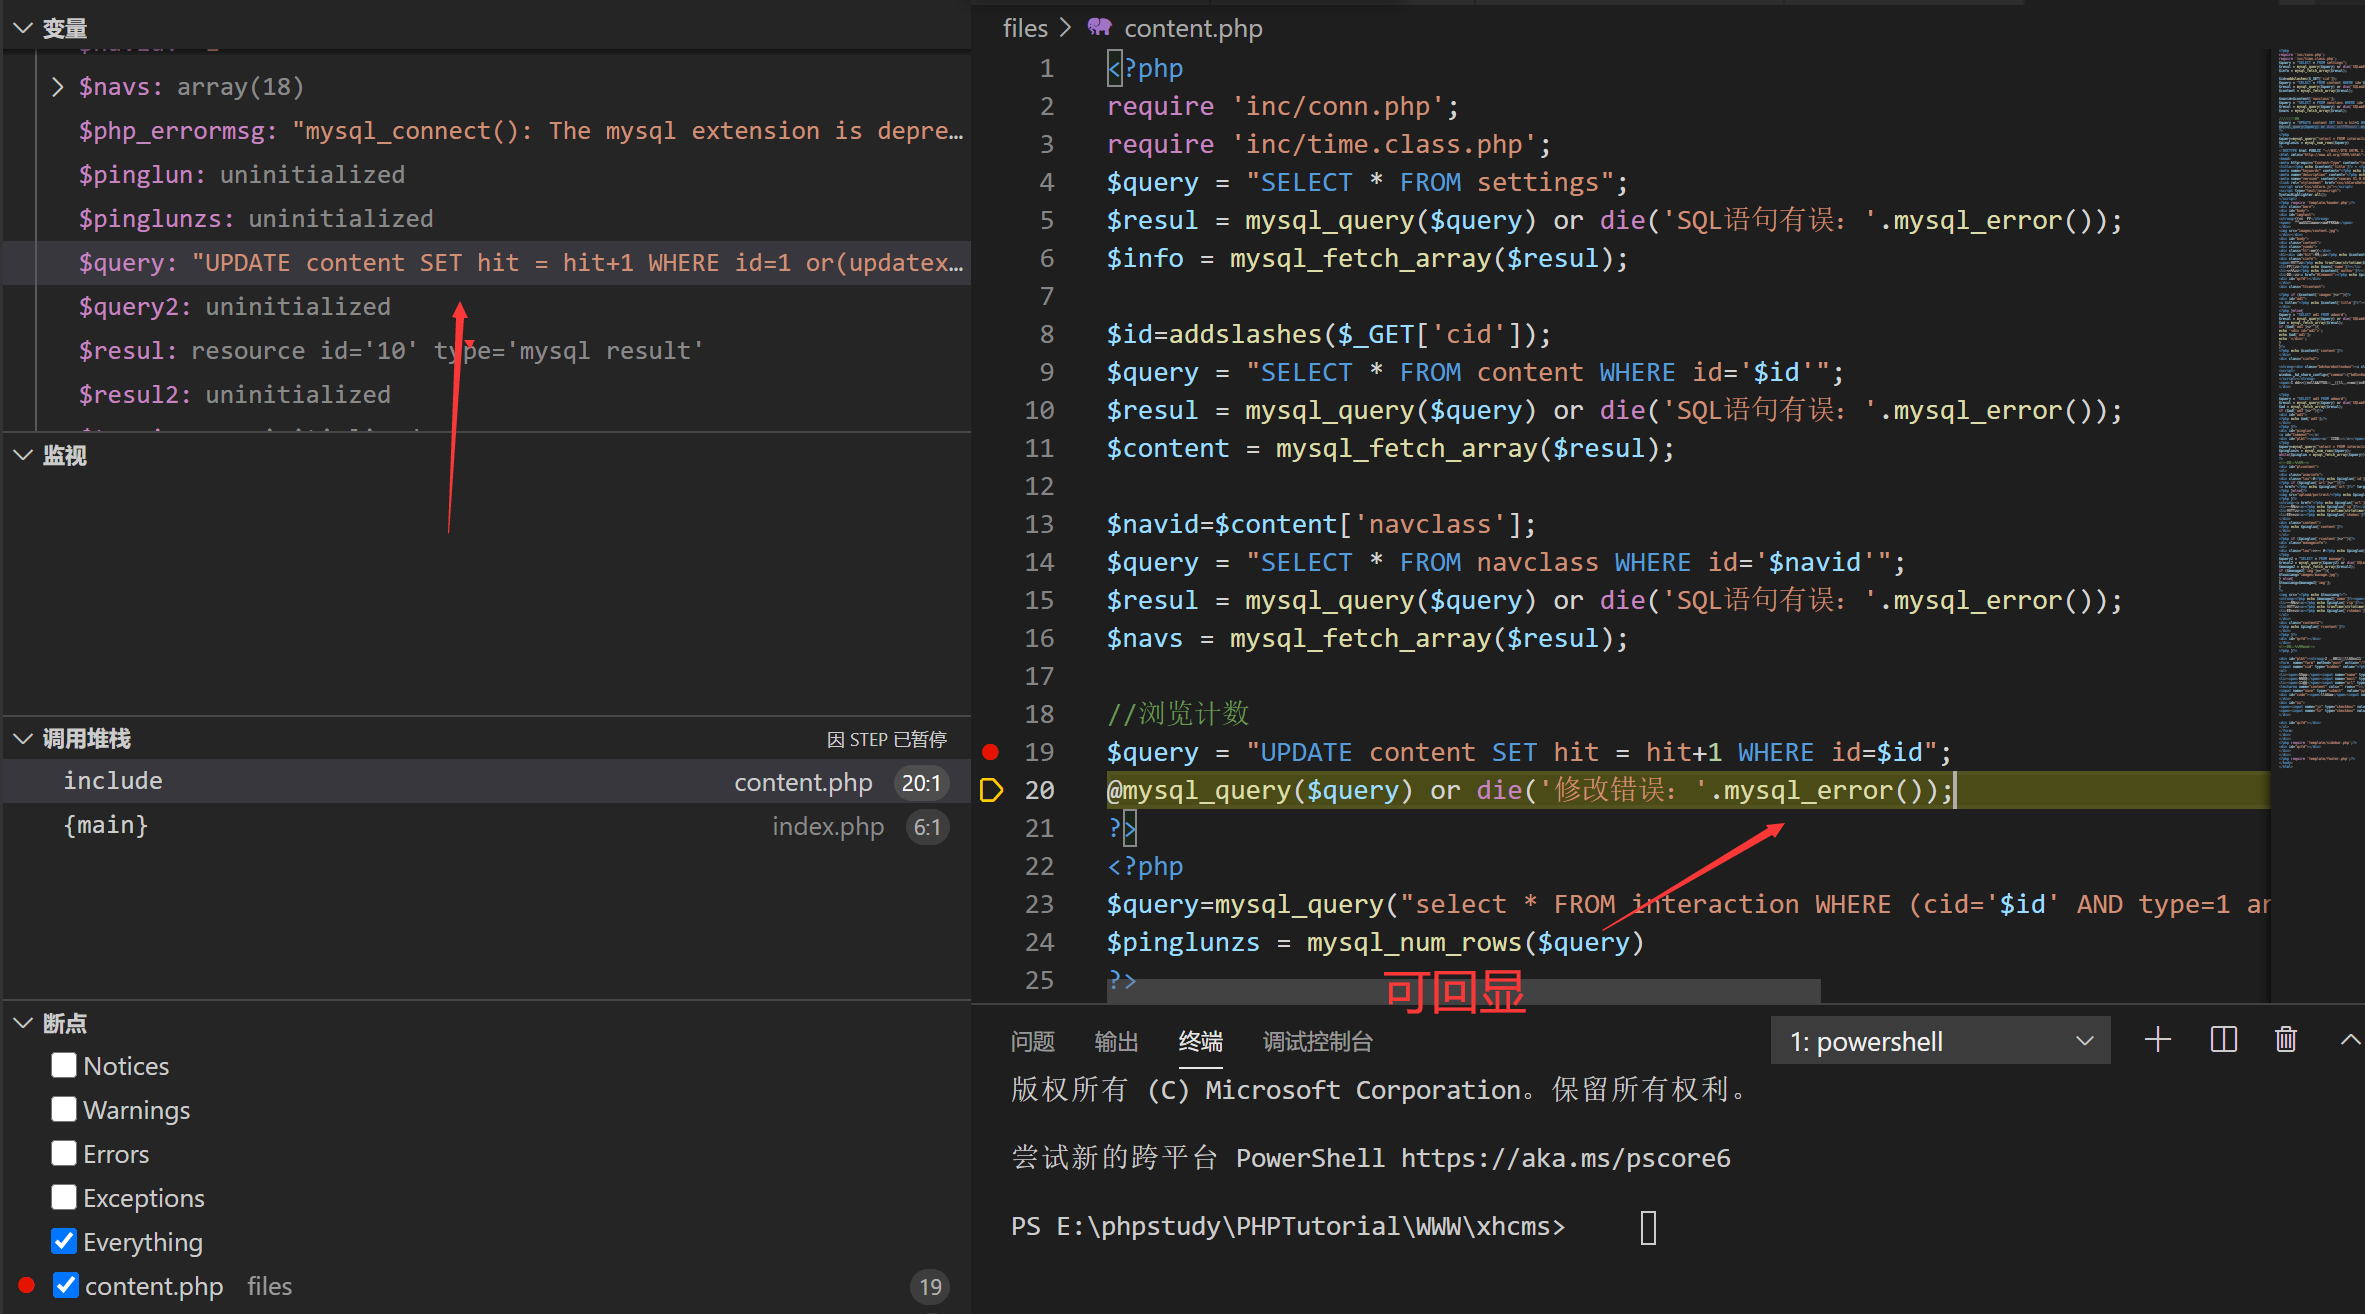 变量
$navs: array(18)
$php_errormsg: "mysql_connect(): The mysql extension is depre…
$pinglun: uninitialized
$pinglunzs: uninitialized
$query: "UPDATE content SET hit = hit+1 WHERE id=1 or(updatex…
$query2: uninitialized
$resul: resource id='10' type='mysql result'
$resul2: uninitialized
监视
调用堆栈 因 STEP 已暂停
include content.php 20:1
{main} index.php 6:1
断点
Notices
Warnings
Errors
Exceptions
Everything
content.php files 19
files > content.php
1 <?php
2 require 'inc/conn.php';
3 require 'inc/time.class.php';
4 $query = "SELECT * FROM settings";
5 $resul = mysql_query($query) or die('SQL语句有误：'.mysql_error());
6 $info = mysql_fetch_array($resul);
7
8 $id=addslashes($_GET['cid']);
9 $query = "SELECT * FROM content WHERE id='$id'";
10 $resul = mysql_query($query) or die('SQL语句有误：'.mysql_error());
11 $content = mysql_fetch_array($resul);
12
13 $navid=$content['navclass'];
14 $query = "SELECT * FROM navclass WHERE id='$navid'";
15 $resul = mysql_query($query) or die('SQL语句有误：'.mysql_error());
16 $navs = mysql_fetch_array($resul);
17
18 //浏览计数
19 $query = "UPDATE content SET hit = hit+1 WHERE id=$id";
20 @mysql_query($query) or die('修改错误：'.mysql_error());
21 ?>
22 <?php
23 $query=mysql_query("select * FROM interaction WHERE (cid='$id' AND type=1 an
24 $pinglunzs = mysql_num_rows($query)
25 ?>
可回显
问题 输出 终端 调试控制台 1: powershell
版权所有 (C) Microsoft Corporation。保留所有权利。
尝试新的跨平台 PowerShell https://aka.ms/pscore6
PS E:\phpstudy\PHPTutorial\WWW\xhcms>